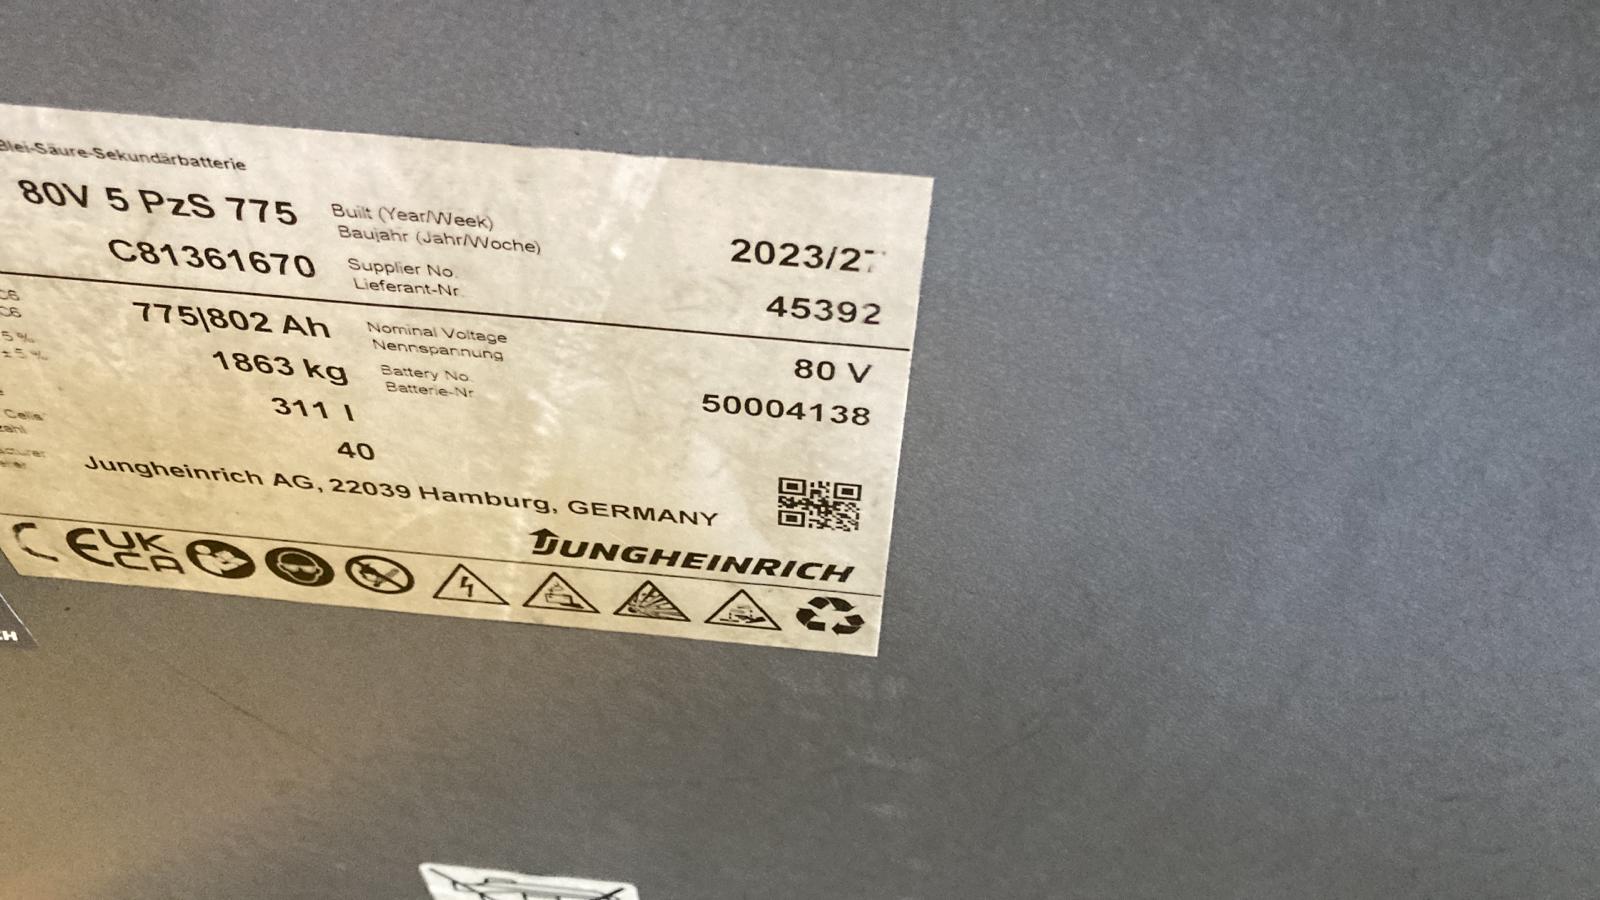 Blei-Säure-Sekundärbatterie
80V 5 PzS 775
Built (Year/Week)
Baujahr (Jahr/Woche)
C81361670
Supplier No.
Lieferant-Nr.
45392
775|802 Ah
Nominal Voltage
Nennspannung
80 V
1863 kg
Battery No.
Batterie-Nr.
50004138
311 l
40
Jungheinrich AG, 22039 Hamburg, GERMANY
JUNGHEINRICH
UK
CA